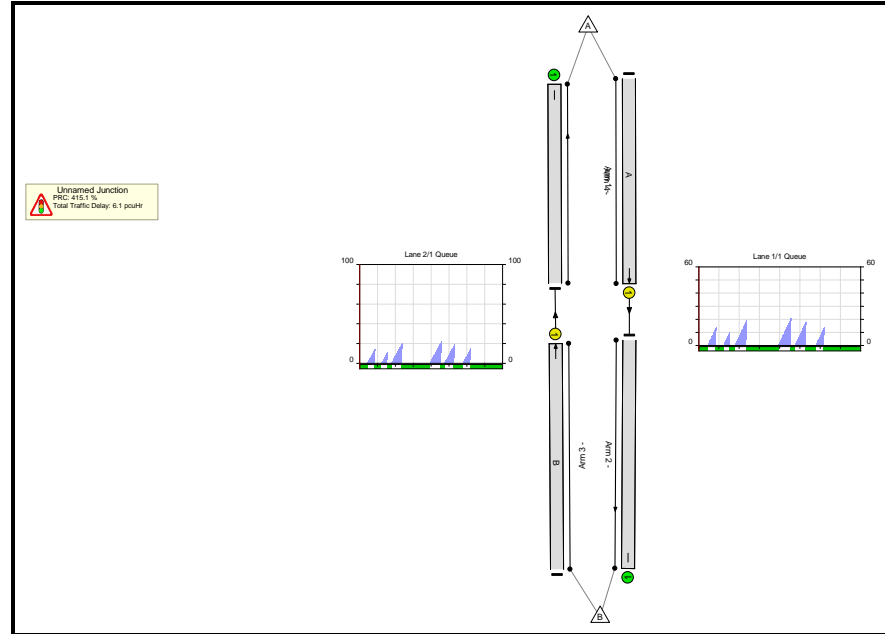 A
A
Unnamed Junction
PRC: 415.1 %
Total Traffic Delay: 6.1 pcuHr
Lane 2/1 Queue
100
100
0
0
Lane 1/1 Queue
60
60
0
0
Arm 3 -
Arm 2 -
B
B